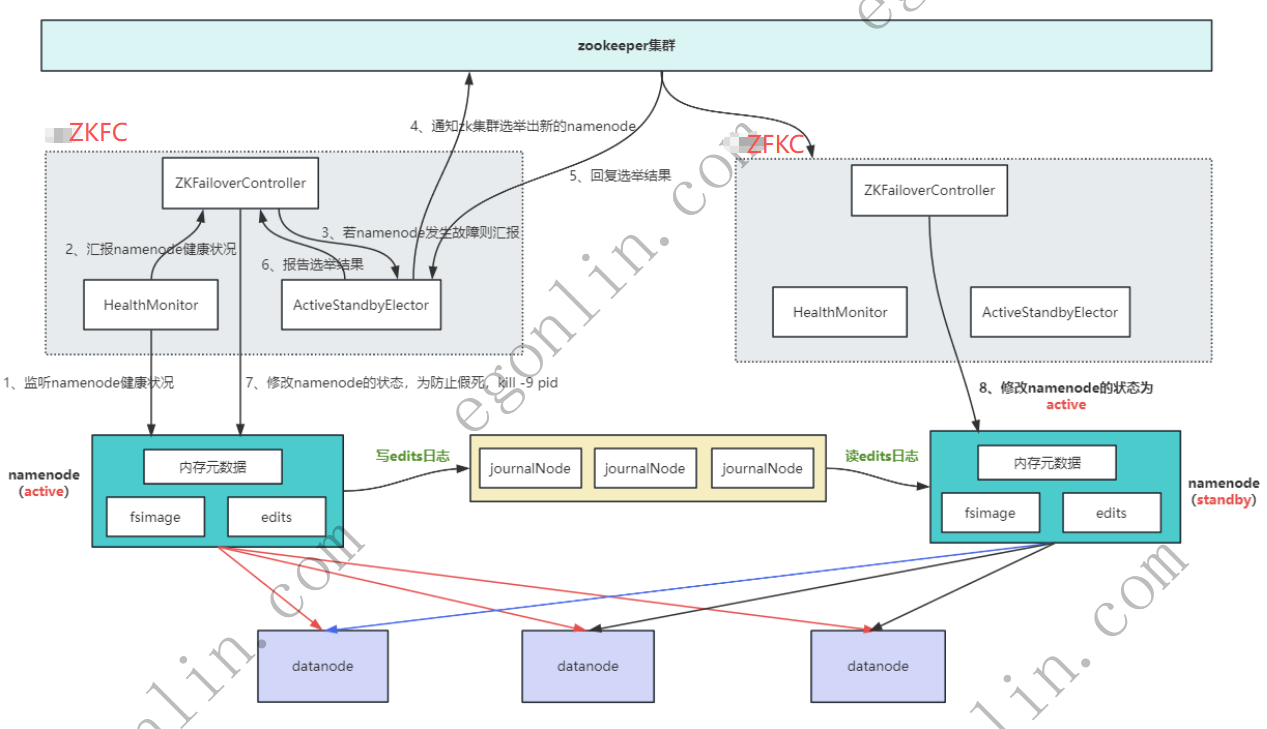 zookeeper集群
ZKFC
4、通知zk集群选举出新的namenode
ZFKC
ZKFailoverController
5、回复选举结果
ZKFailoverController
3、若namenode发生故障则汇报
2、汇报namenode健康状况
6、报告选举结果
HealthMonitor
ActiveStandbyElector
HealthMonitor
ActiveStandbyElector
1、监听namenode健康状况
7、修改namenode的状态，为防止假死，kill -9 pid
8、修改namenode的状态为
active
namenode
(active)
内存元数据
fsimage
edits
写edits日志
journalNode
journalNode
journalNode
读edits日志
内存元数据
fsimage
edits
namenode
(standby)
datanode
datanode
datanode
egonlin.com
egonlin.com